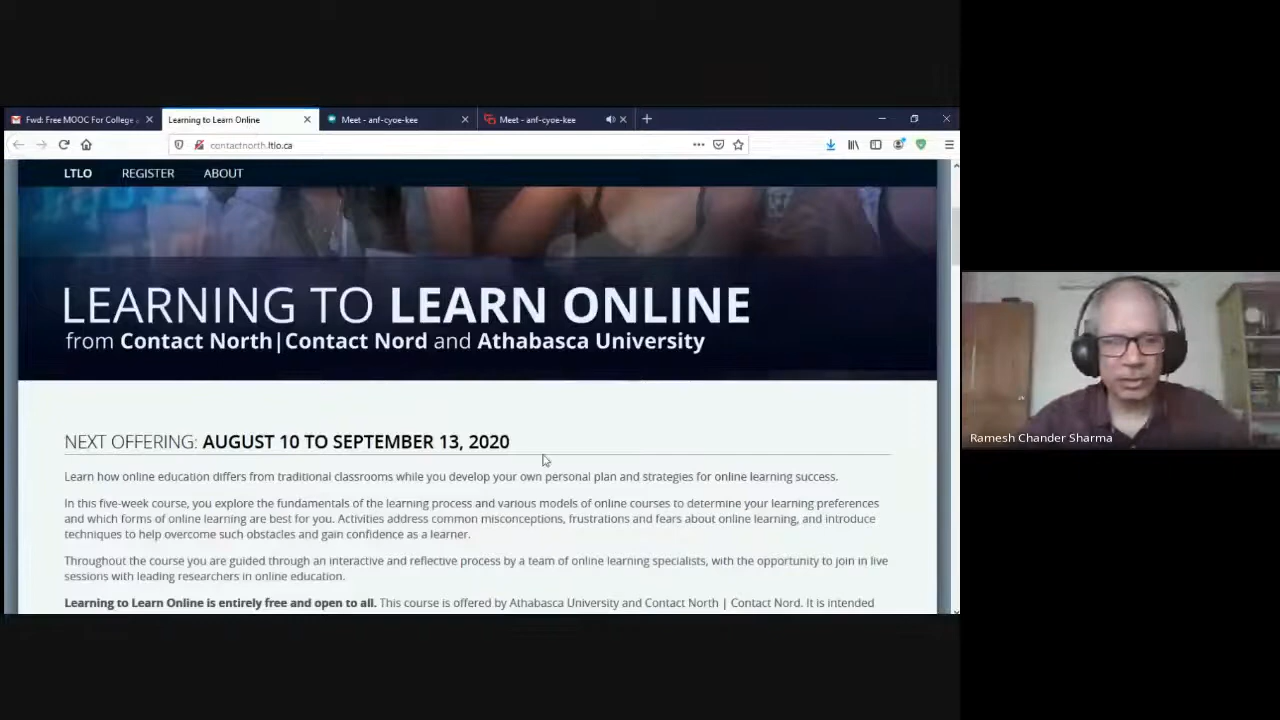 Fwd: Free MOOC For College
Learning to Learn Online
Meet - anf-cyoe-kee
Meet - anf-cyoe-kee
contactnorth.ltlo.ca
LTLO REGISTER ABOUT
LEARNING TO LEARN ONLINE
from Contact North|Contact Nord and Athabasca University
NEXT OFFERING: AUGUST 10 TO SEPTEMBER 13, 2020
Learn how online education differs from traditional classrooms while you develop your own personal plan and strategies for online learning success.
In this five-week course, you explore the fundamentals of the learning process and various models of online courses to determine your learning preferences
and which forms of online learning are best for you. Activities address common misconceptions, frustrations and fears about online learning, and introduce
techniques to help overcome such obstacles and gain confidence as a learner.
Throughout the course you are guided through an interactive and reflective process by a team of online learning specialists, with the opportunity to join in live
sessions with leading researchers in online education.
Learning to Learn Online is entirely free and open to all. This course is offered by Athabasca University and Contact North | Contact Nord. It is intended
Ramesh Chander Sharma